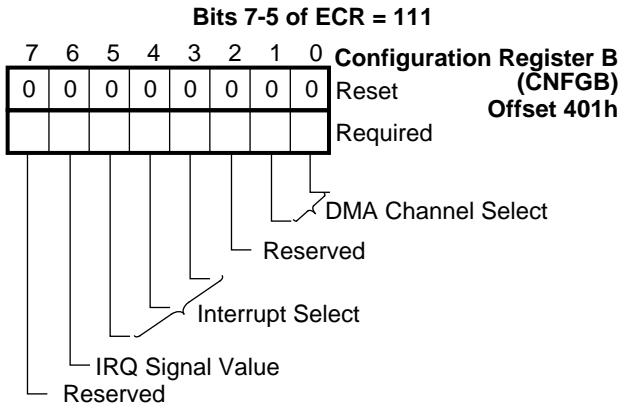 Bits 7-5 of ECR = 111
7 6 5 4 3 2 1 0 Configuration Register B
(CNFGB)
0 0 0 0 0 0 0 0 Reset
Offset 401h
Required
DMA Channel Select
Reserved
Interrupt Select
IRQ Signal Value
Reserved